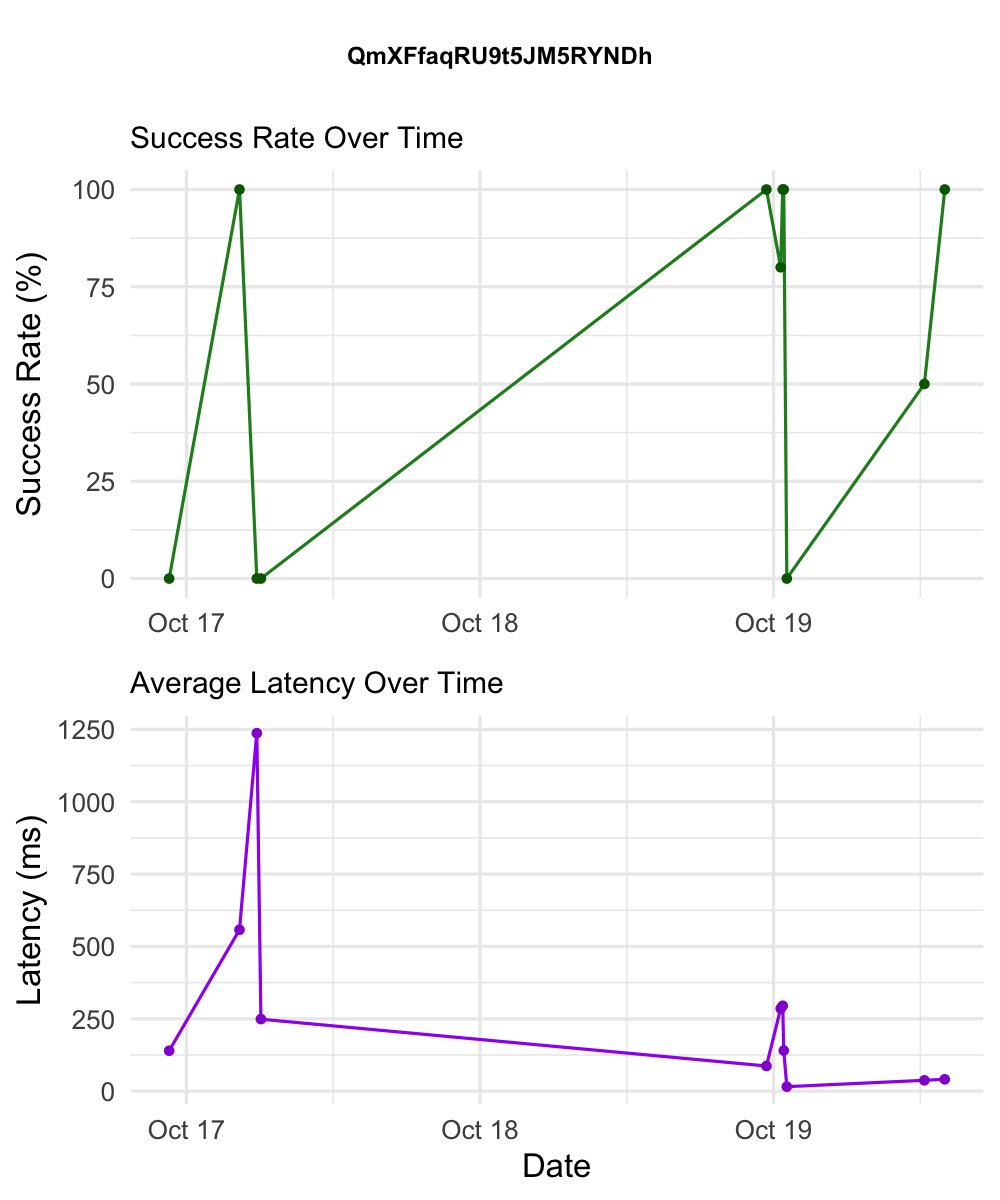 QmXFfaqRU9t5JM5RYNDh
Success Rate Over Time
Success Rate (%)
100
75
50
25
0
Oct 17 Oct 18 Oct 19
Average Latency Over Time
Latency (ms)
1250
1000
750
500
250
0
Oct 17 Oct 18 Oct 19
Date